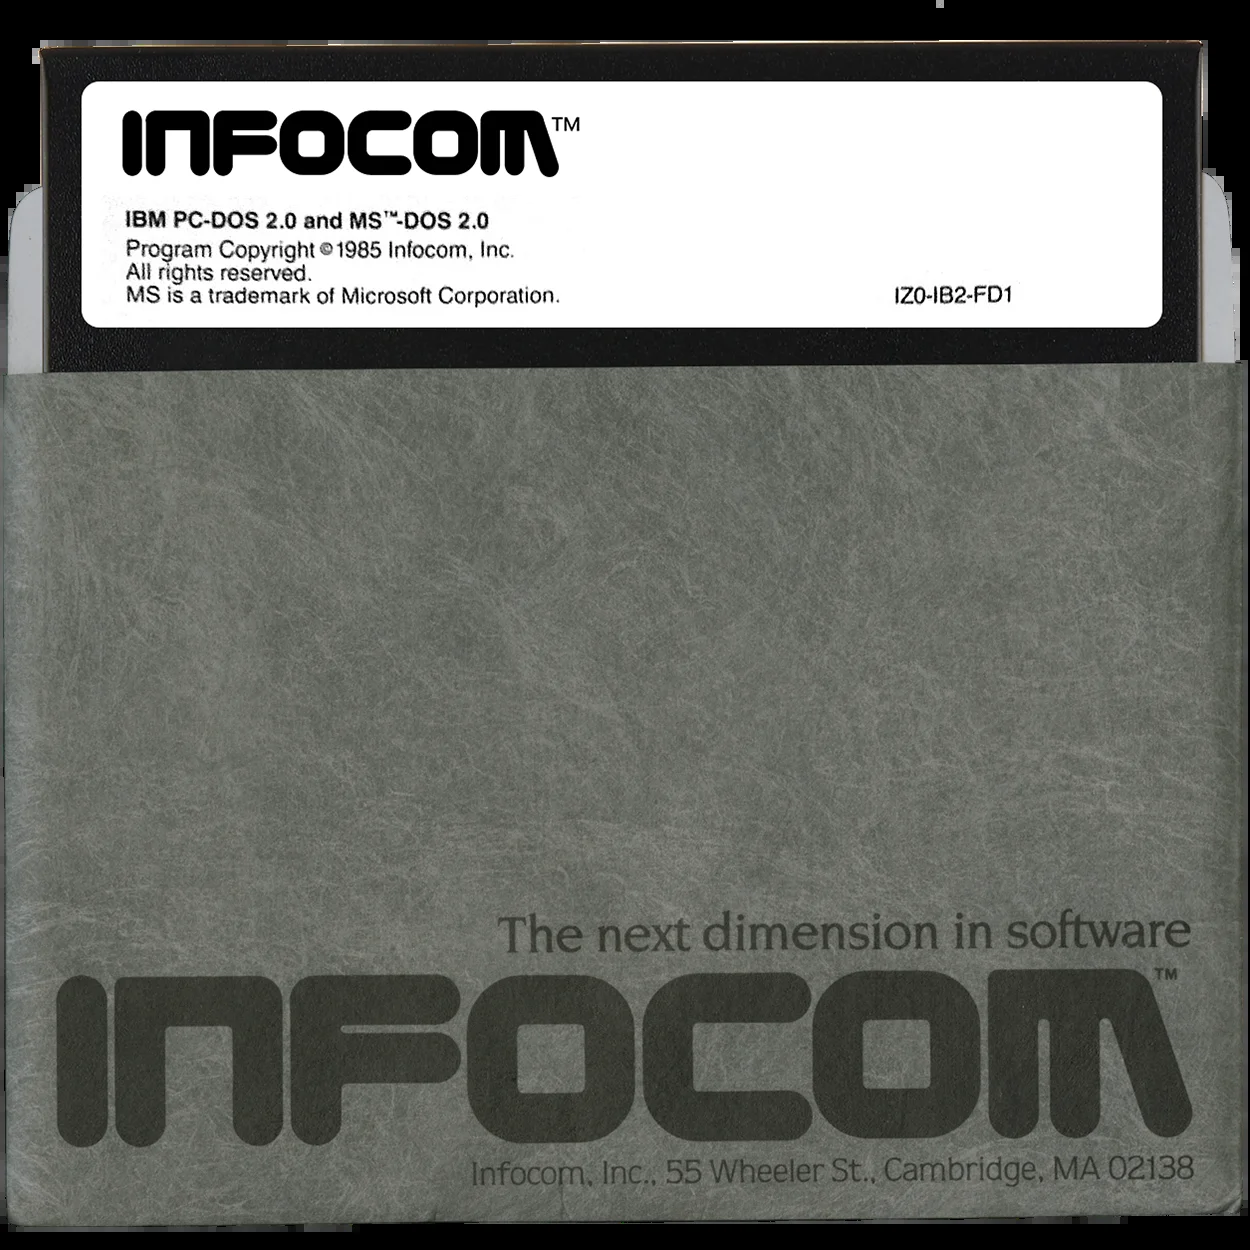 INFOCOM™
IBM PC-DOS 2.0 and MS™-DOS 2.0
Program Copyright ©1985 Infocom, Inc.
All rights reserved.
MS is a trademark of Microsoft Corporation.
IZ0-IB2-FD1
The next dimension in software
INFOCOM™
Infocom, Inc., 55 Wheeler St., Cambridge, MA 02138